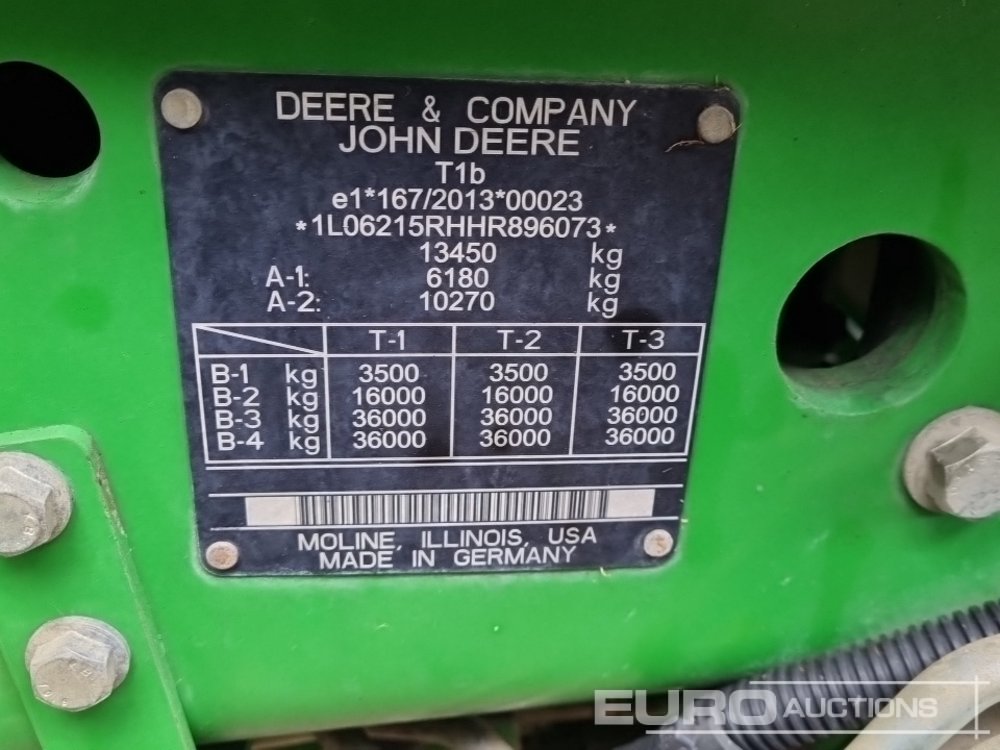 DEERE & COMPANY
JOHN DEERE
T1b
e1*167/2013*00023
*1L06215RHHR896073*
13450 kg
A-1: 6180 kg
A-2: 10270 kg
T-1 T-2 T-3
B-1 kg 3500 3500 3500
B-2 kg 16000 16000 16000
B-3 kg 36000 36000 36000
B-4 kg 36000 36000 36000
MOLINE, ILLINOIS, USA
MADE IN GERMANY
EURO AUCTIONS